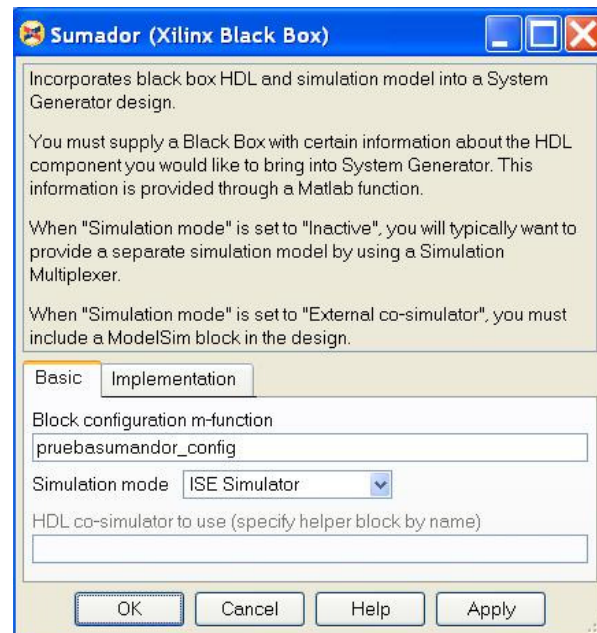 Sumador (Xilinx Black Box)
Incorporates black box HDL and simulation model into a System
Generator design.
You must supply a Black Box with certain information about the HDL
component you would like to bring into System Generator. This
information is provided through a Matlab function.
When "Simulation mode" is set to "Inactive", you will typically want to
provide a separate simulation model by using a Simulation
Multiplexer.
When "Simulation mode" is set to "External co-simulator", you must
include a ModelSim block in the design.
Basic Implementation
Block configuration m-function
pruebasumandor_config
Simulation mode ISE Simulator
HDL co-simulator to use (specify helper block by name)
OK Cancel Help Apply